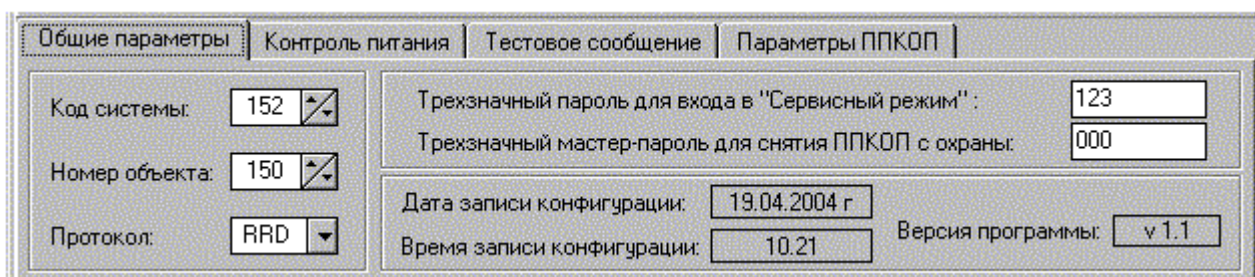 Общие параметры Контроль питания Тестовое сообщение Параметры ППКОП
Код системы: 152
Номер объекта: 150
Протокол: RRD
Трехзначный пароль для входа в "Сервисный режим" : 123
Трехзначный мастер-пароль для снятия ППКОП с охраны: 000
Дата записи конфигурации: 19.04.2004 г
Время записи конфигурации: 10.21
Версия программы: v 1.1